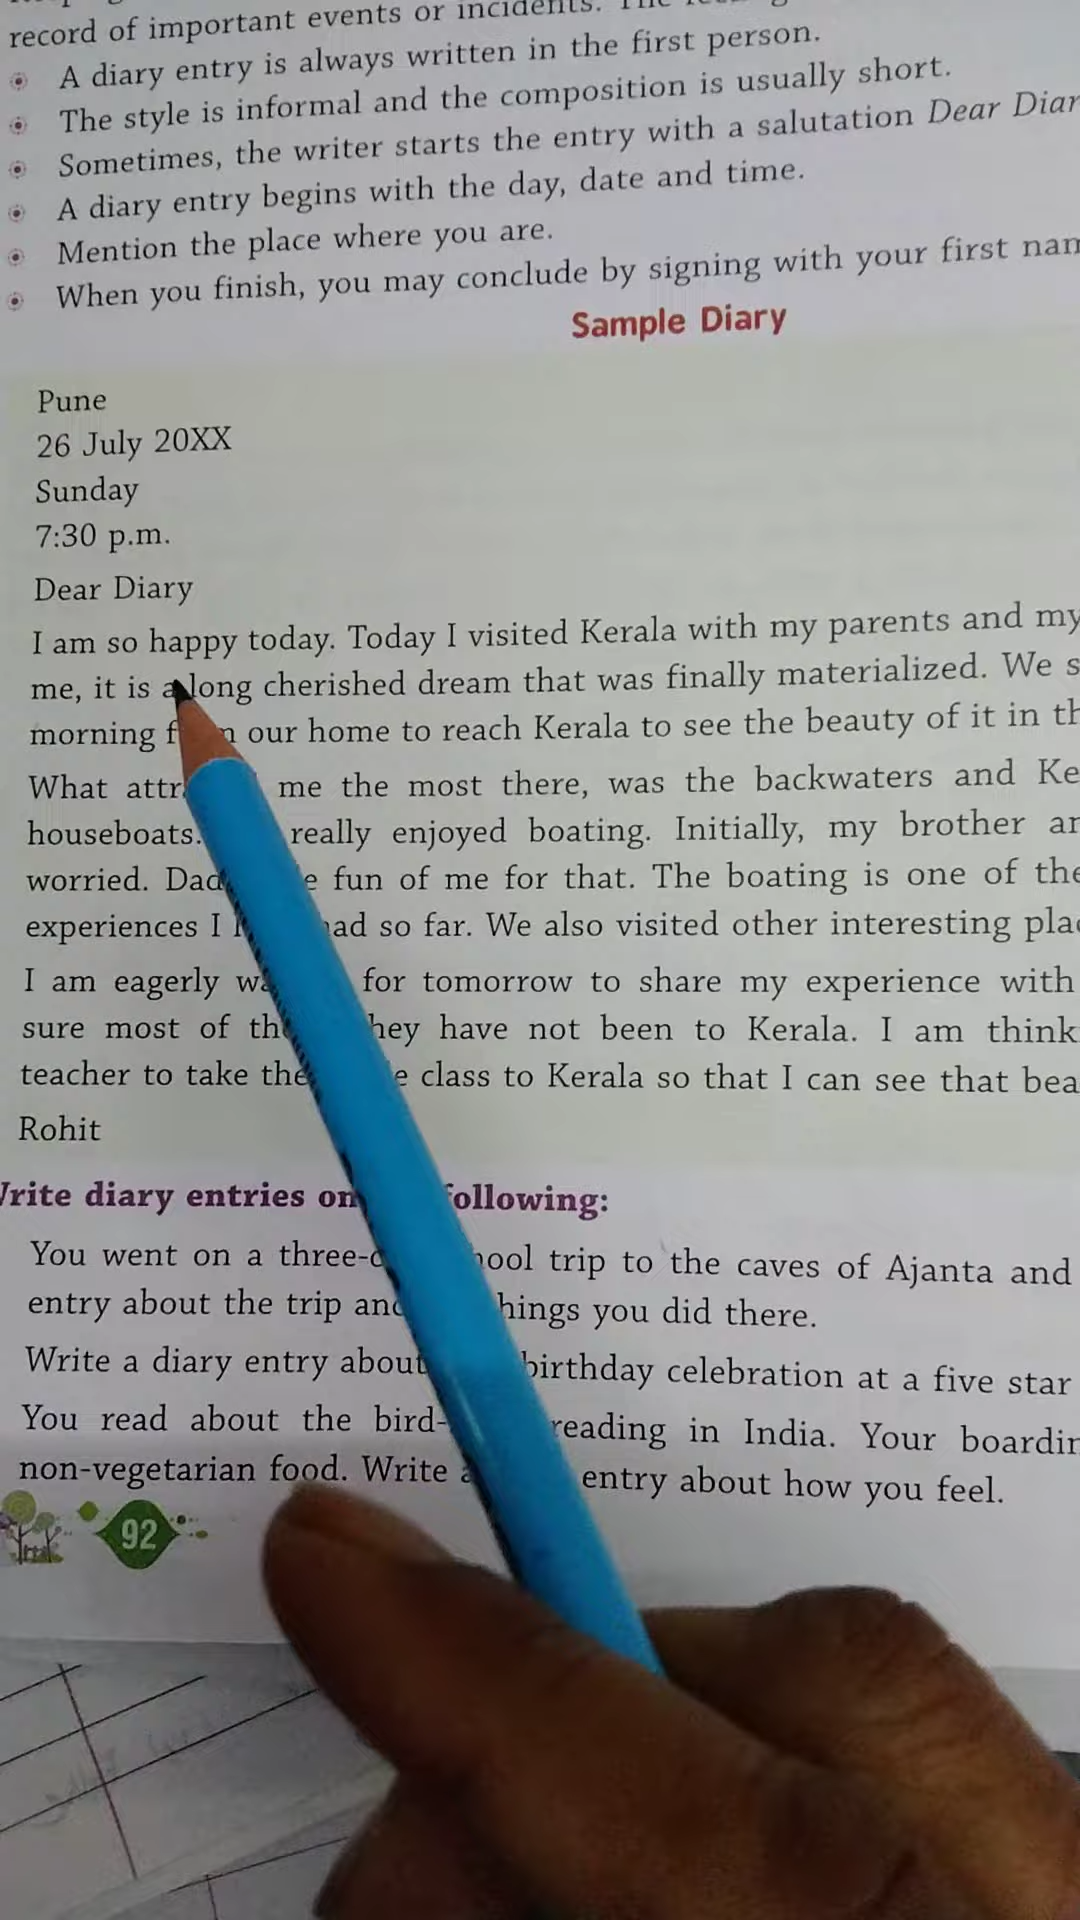 record of important events or incidents. The
A diary entry is always written in the first person.
The style is informal and the composition is usually short.
Sometimes, the writer starts the entry with a salutation Dear Diar
A diary entry begins with the day, date and time.
Mention the place where you are.
When you finish, you may conclude by signing with your first nam
Sample Diary
Pune
26 July 20XX
Sunday
7:30 p.m.
Dear Diary
I am so happy today. Today I visited Kerala with my parents and my
me, it is a long cherished dream that was finally materialized. We s
morning f n our home to reach Kerala to see the beauty of it in th
What attr me the most there, was the backwaters and Ke
houseboats. really enjoyed boating. Initially, my brother an
worried. Dad e fun of me for that. The boating is one of the
experiences I had so far. We also visited other interesting plac
I am eagerly wa for tomorrow to share my experience with
sure most of the hey have not been to Kerala. I am think
teacher to take the e class to Kerala so that I can see that bea
Rohit
Write diary entries on following:
You went on a three-d hool trip to the caves of Ajanta and
entry about the trip and hings you did there.
Write a diary entry about birthday celebration at a five star
You read about the bird- reading in India. Your boardin
non-vegetarian food. Write a entry about how you feel.
92